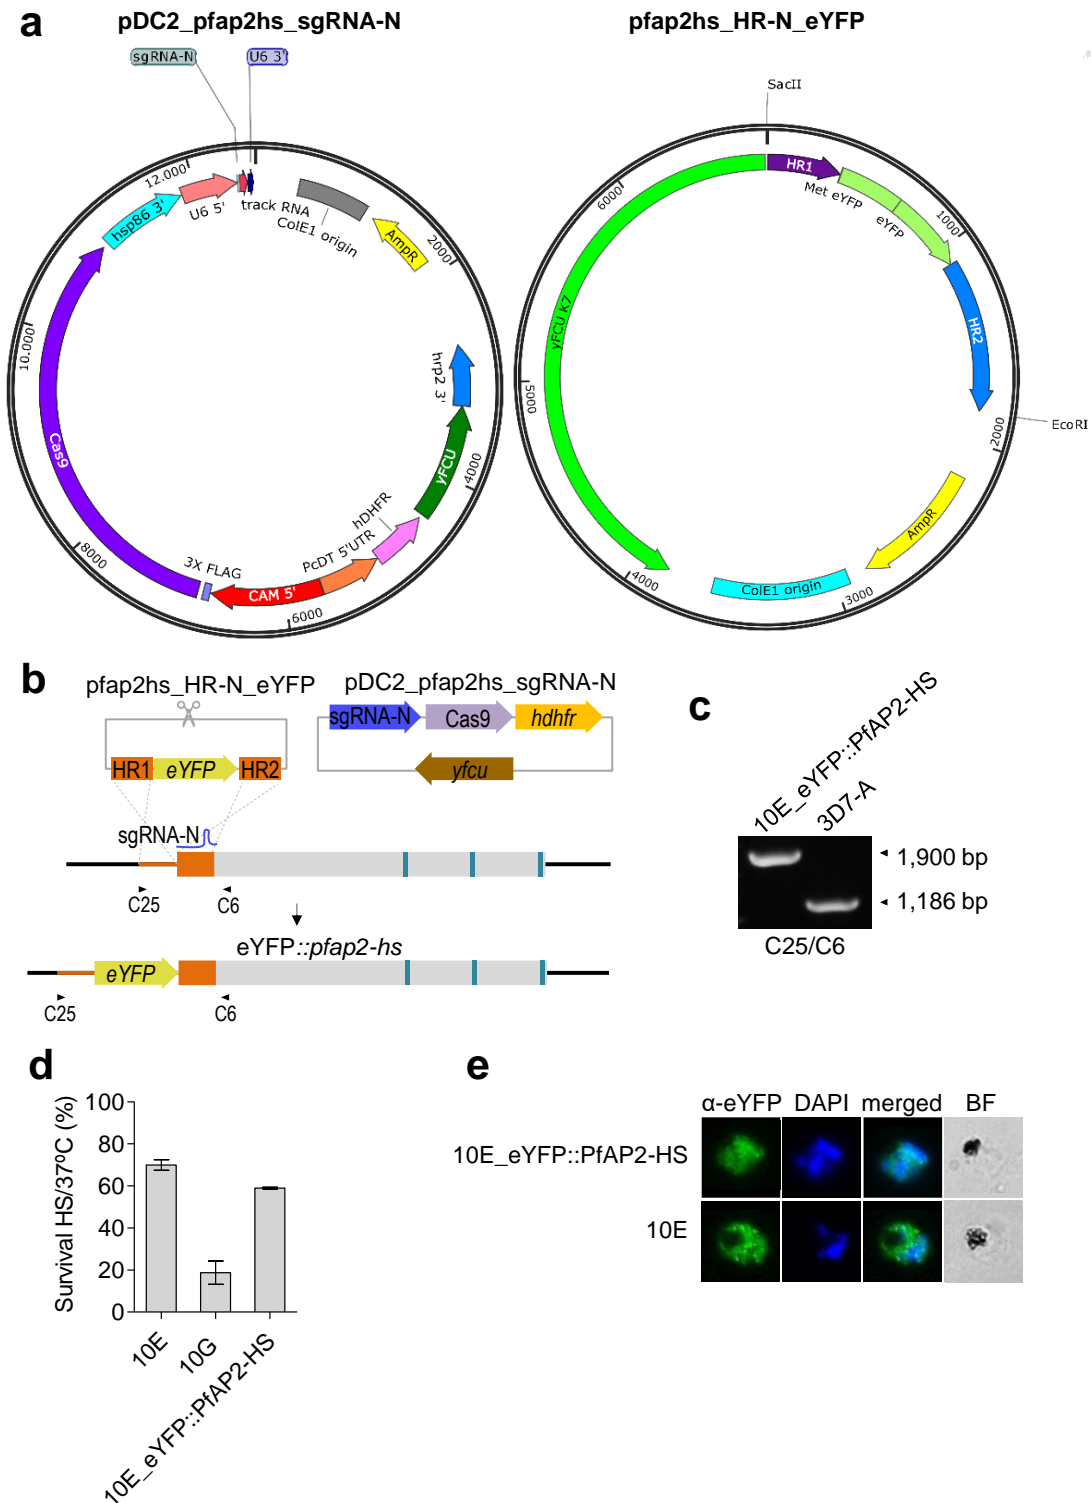 a
pDC2_pfap2hs_sgRNA-N
pfap2hs_HR-N_eYFP
sgRNA-N
U6 3'
12.000
hsp86 3'
U6 5'
track RNA
ColE1 origin
AmpR
2000
10.000
hrp2 3'
Cas9
yFCU
4000
hDHFR
PcDT 5'UTR
3X FLAG
CAM 5'
8000
6000
SacII
HR1
Met eYFP
eYFP
1000
6000
HR2
yFCU K7
5000
EcoRI
2000
AmpR
4000
ColE1 origin
3000
b
pfap2hs_HR-N_eYFP
pDC2_pfap2hs_sgRNA-N
sgRNA-N
Cas9
hdhfr
HR1
eYFP
HR2
yfcu
sgRNA-N
C25
C6
eYFP::pfap2-hs
eYFP
C25
C6
c
10E_eYFP::PfAP2-HS
3D7-A
1,900 bp
1,186 bp
C25/C6
d
Survival HS/37ºC (%)
100
80
60
40
20
0
10E
10G
10E_eYFP::PfAP2-HS
e
α-eYFP DAPI merged BF
10E_eYFP::PfAP2-HS
10E